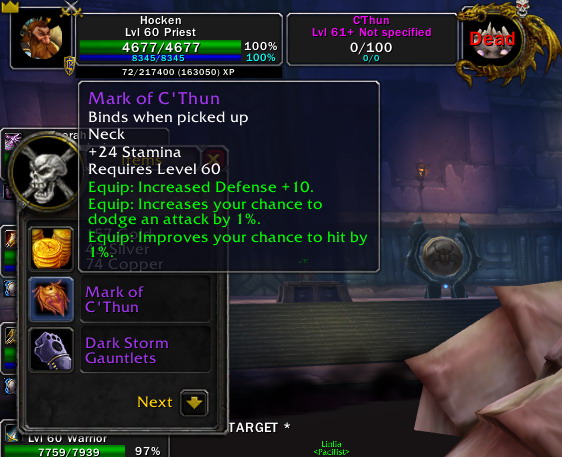 Hocken
Lvl 60 Priest
4677/4677 100%
8345/8345 100%
72/217400 (163050) XP
C'Thun
Lvl 61+ Not specified
0/100
0/0
Dead
Mark of C'Thun
Binds when picked up
Neck
+24 Stamina
Requires Level 60
Equip: Increased Defense +10.
Equip: Increases your chance to
dodge an attack by 1%.
Equip: Improves your chance to hit by
1%.
Items
Silver
74 Copper
Mark of
C'Thun
Dark Storm
Gauntlets
Next
TARGET *
Lvl 60 Warrior
7759/7939 97%
Linlia
<Pacifist>